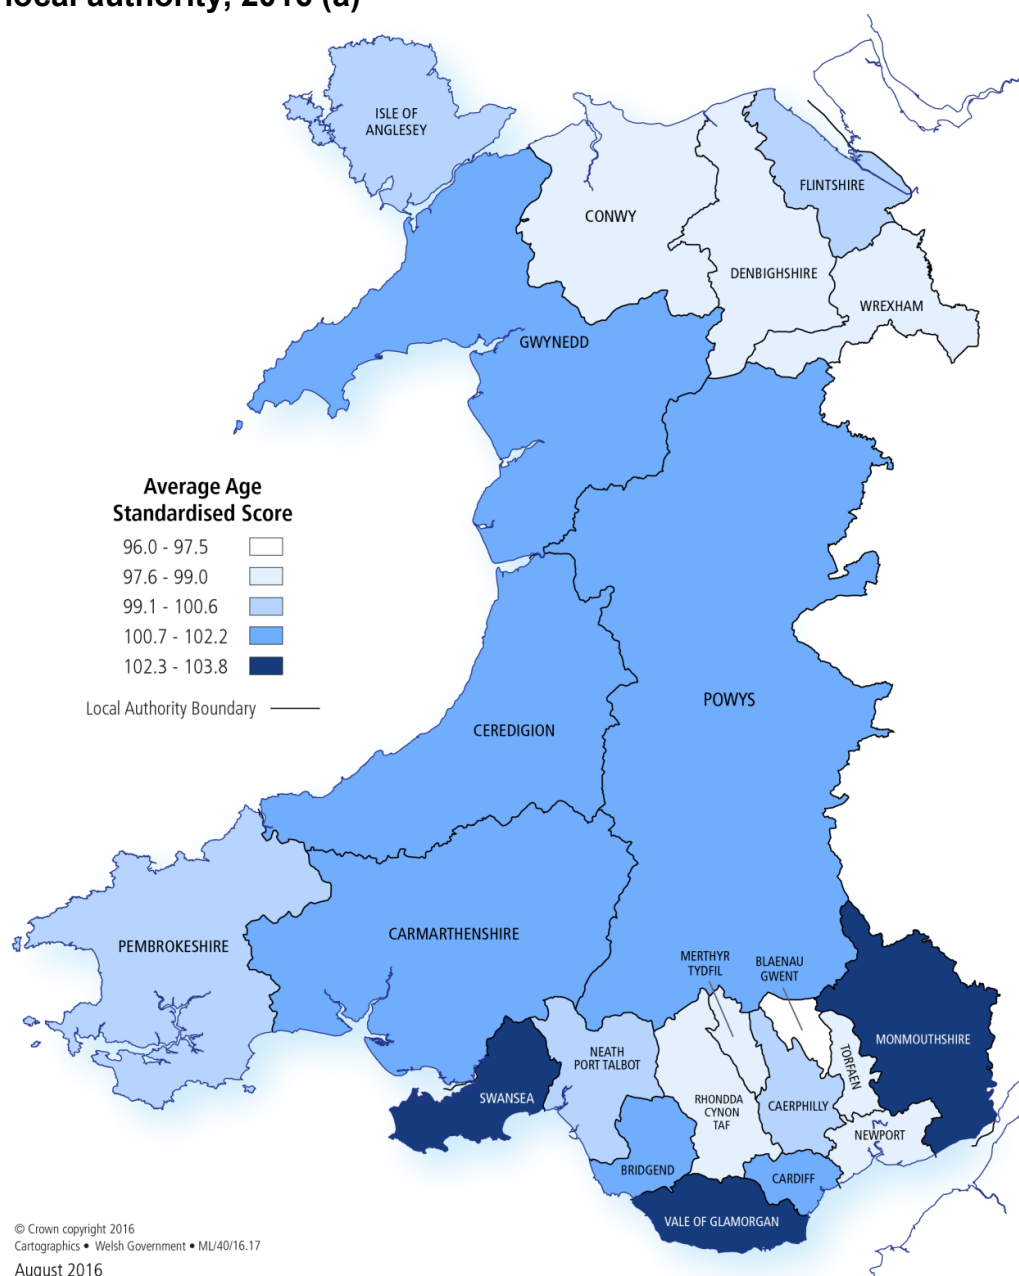 local authority, 2016 (a)
ISLE OF
ANGLESEY
FLINTSHIRE
CONWY
DENBIGHSHIRE
WREXHAM
GWYNEDD
Average Age
Standardised Score
96.0 - 97.5
97.6 - 99.0
99.1 - 100.6
100.7 - 102.2
102.3 - 103.8
Local Authority Boundary
POWYS
CEREDIGION
CARMARTHENSHIRE
PEMBROKESHIRE
MERTHYR
TYDFIL
BLAENAU
GWENT
MONMOUTHSHIRE
NEATH
PORT TALBOT
TORFAEN
SWANSEA
RHONDDA
CYNON
TAF
CAERPHILLY
NEWPORT
BRIDGEND
CARDIFF
VALE OF GLAMORGAN
© Crown copyright 2016
Cartographics • Welsh Government • ML/40/16.17
August 2016